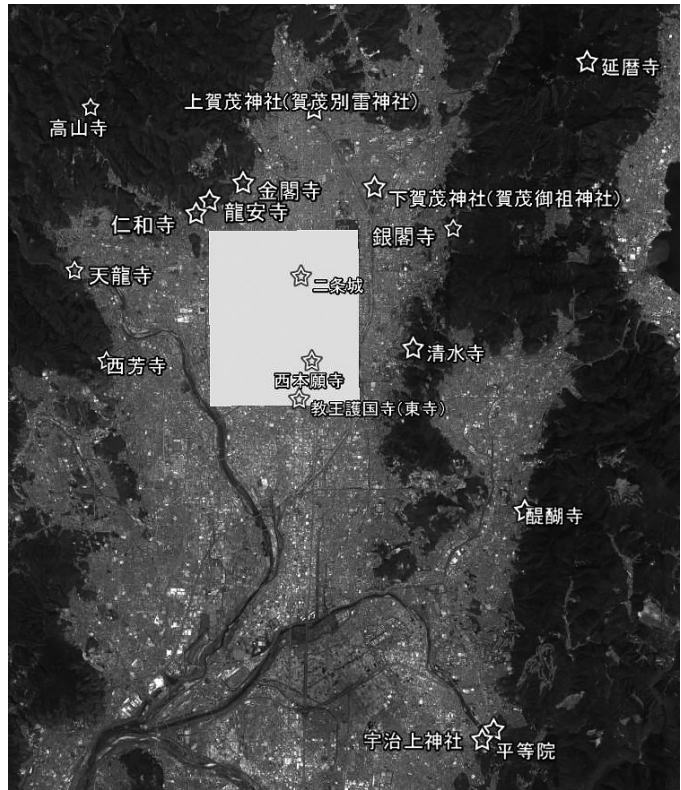 延暦寺
上賀茂神社(賀茂別雷神社)
高山寺
金閣寺
下賀茂神社(賀茂御祖神社)
龍安寺
仁和寺
銀閣寺
天龍寺
二条城
清水寺
西芳寺
西本願寺
教王護国寺(東寺)
醍醐寺
宇治上神社
平等院